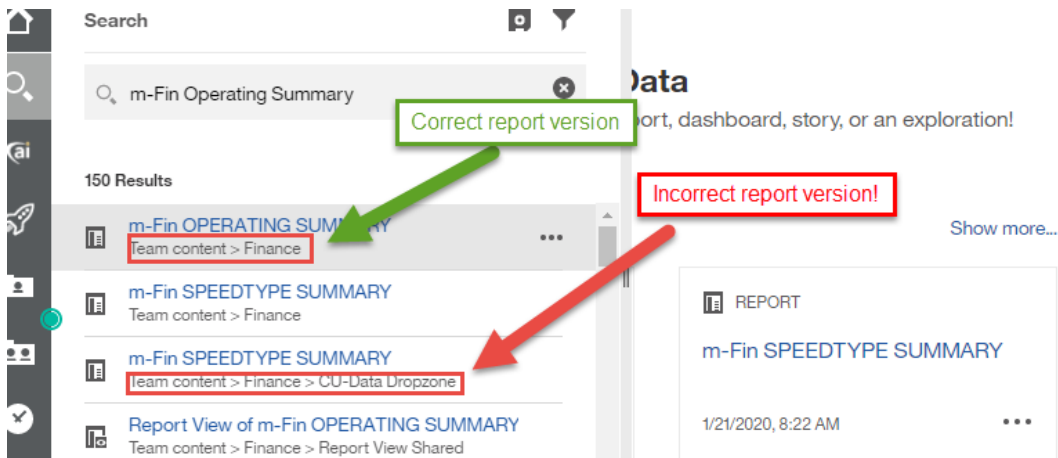 Search
m-Fin Operating Summary
Correct report version
150 Results
m-Fin OPERATING SUMMARY
Team content > Finance
m-Fin SPEEDTYPE SUMMARY
Team content > Finance
m-Fin SPEEDTYPE SUMMARY
Team content > Finance > CU-Data Dropzone
Report View of m-Fin OPERATING SUMMARY
Team content > Finance > Report View Shared
ai
Data
port, dashboard, story, or an exploration!
Incorrect report version!
Show more...
REPORT
m-Fin SPEEDTYPE SUMMARY
1/21/2020, 8:22 AM